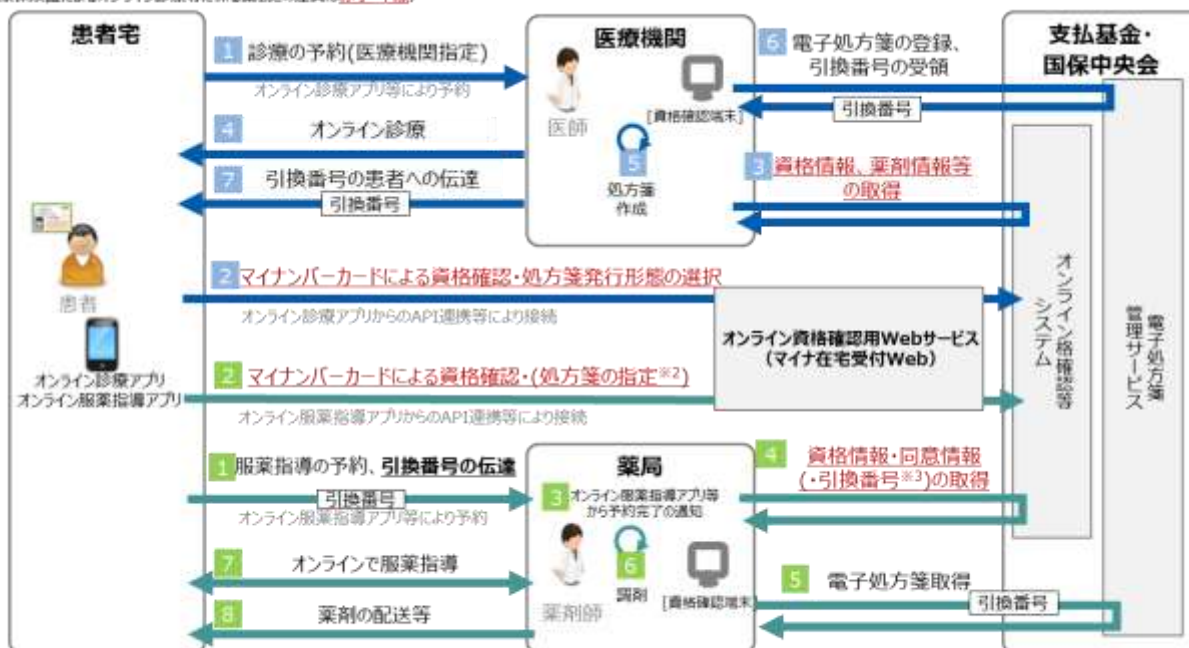 患者宅
1 診療の予約(医療機関指定)
オンライン診療アプリ等により予約
4 オンライン診療
7 引換番号の患者への伝達
引換番号
医療機関
医師
[資格確認端末]
5
処方箋
作成
6 電子処方箋の登録、
引換番号の受領
引換番号
3 資格情報、薬剤情報等
の取得
支払基金・
国保中央会
患者
オンライン診療アプリ
オンライン服薬指導アプリ
2 マイナンバーカードによる資格確認・処方箋発行形態の選択
オンライン診療アプリからのAPI連携等により接続
オンライン資格確認用Webサービス
(マイナ在宅受付Web)
2 マイナンバーカードによる資格確認・(処方箋の指定※2)
オンライン服薬指導アプリからのAPI連携等により接続
オンライン格確認等
システム
電子処方箋
管理サービス
1 服薬指導の予約、引換番号の伝達
引換番号
オンライン服薬指導アプリ等により予約
7 オンラインで服薬指導
8 薬剤の配送等
薬局
3 オンライン服薬指導アプリ等
から予約完了の通知
薬剤師
6
調剤
[資格確認端末]
4 資格情報・同意情報
(・引換番号※3)の取得
5 電子処方箋取得
引換番号